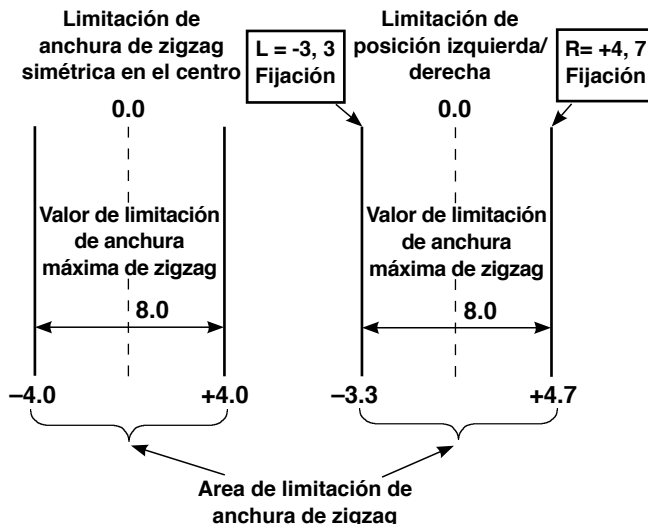 Limitación de
anchura de zigzag
simétrica en el centro
0.0
Valor de limitación
de anchura
máxima de zigzag
8.0
–4.0
+4.0
Limitación de
posición izquierda/
derecha
L = -3, 3
Fijación
R= +4, 7
Fijación
0.0
Valor de limitación
de anchura
máxima de zigzag
8.0
–3.3
+4.7
Area de limitación de
anchura de zigzag